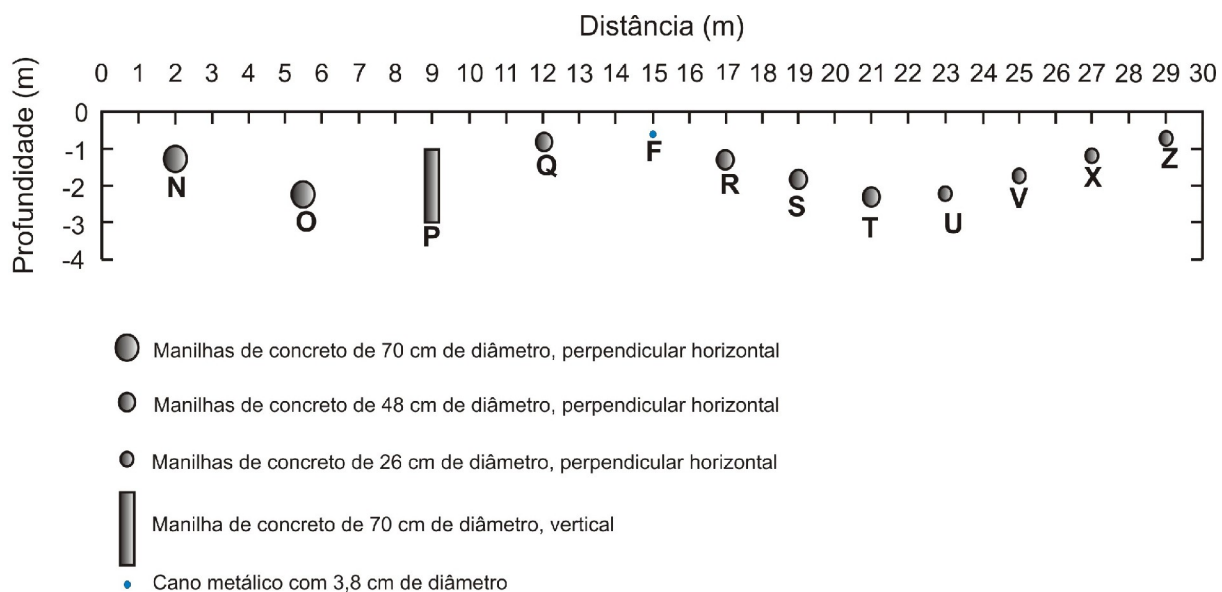 Distância (m)
0 1 2 3 4 5 6 7 8 9 10 11 12 13 14 15 16 17 18 19 20 21 22 23 24 25 26 27 28 29 30
Profundidade (m)
0
-1
-2
-3
-4
N
O
P
Q
F
R
S
T
U
V
X
Z
Manilhas de concreto de 70 cm de diâmetro, perpendicular horizontal
Manilhas de concreto de 48 cm de diâmetro, perpendicular horizontal
Manilhas de concreto de 26 cm de diâmetro, perpendicular horizontal
Manilha de concreto de 70 cm de diâmetro, vertical
Cano metálico com 3,8 cm de diâmetro